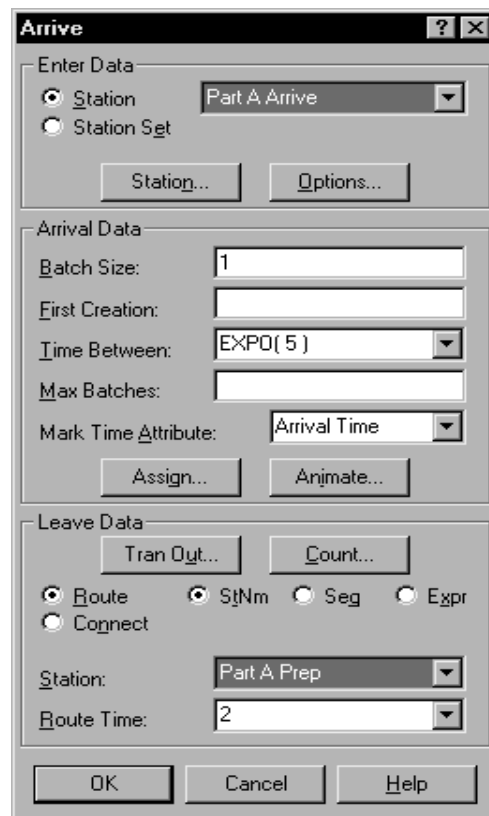 Arrive
Enter Data
Station Part A Arrive
Station Set
Station... Options...
Arrival Data
Batch Size: 1
First Creation:
Time Between: EXPO( 5 )
Max Batches:
Mark Time Attribute: Arrival Time
Assign... Animate...
Leave Data
Tran Out... Count...
Route StNm Seg Expr
Connect
Station: Part A Prep
Route Time: 2
OK Cancel Help